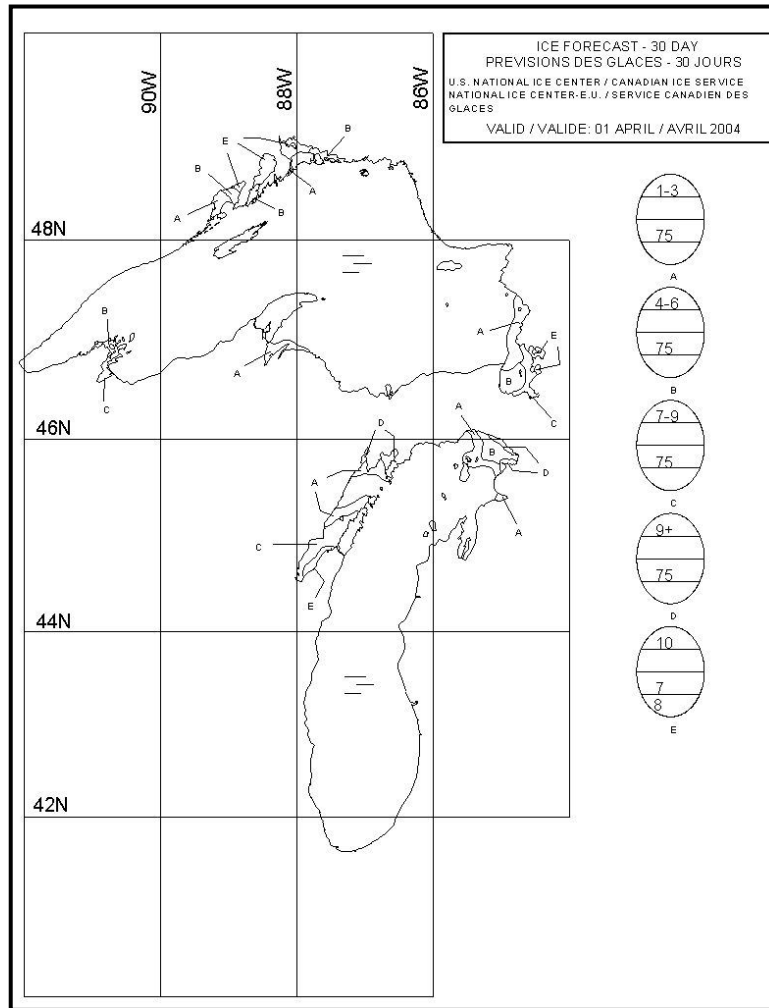 ICE FORECAST - 30 DAY
PREVISIONS DES GLACES - 30 JOURS
U.S. NATIONAL ICE CENTER / CANADIAN ICE SERVICE
NATIONAL ICE CENTER-E.U. / SERVICE CANADIEN DES
GLACES
VALID / VALIDE: 01 APRIL / AVRIL 2004
90W
88W
86W
E
B
B
A
B
A
48N
B
A
E
A
B
C
C
46N
D
A
B
A
D
A
C
E
44N
42N
1-3
75
A
4-6
75
B
7-9
75
C
9+
75
D
10
7
8
E